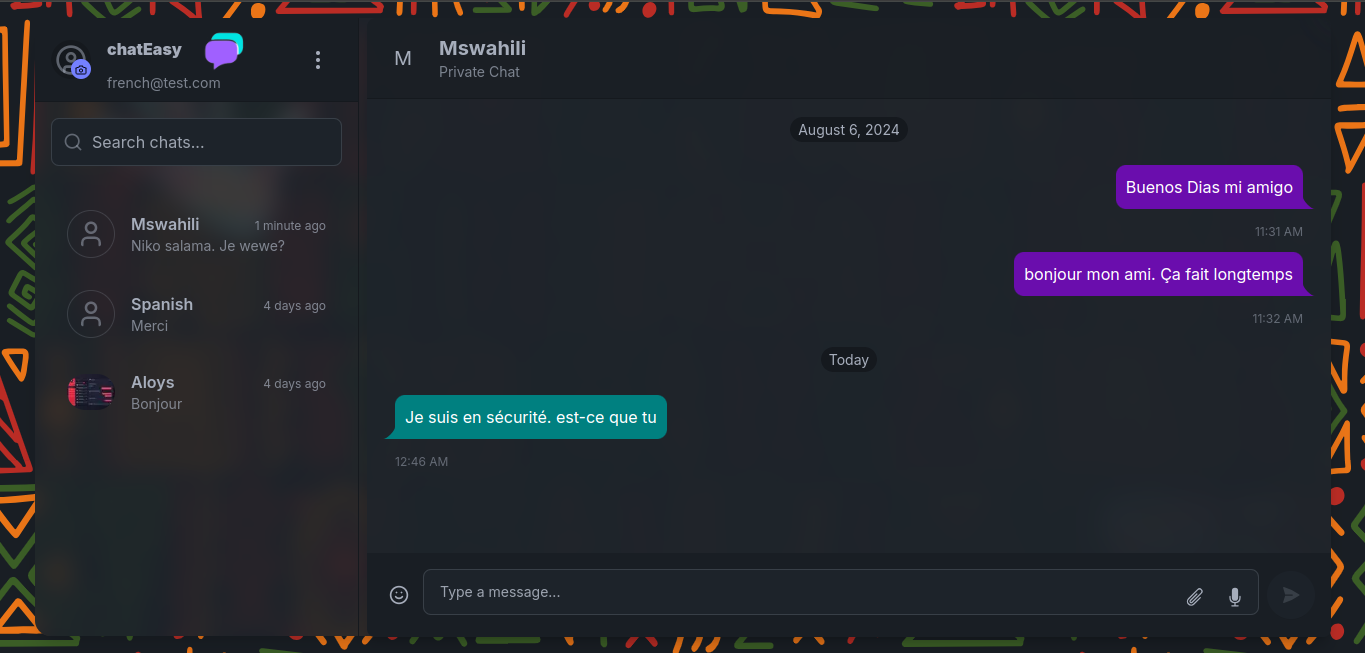 chatEasy
french@test.com
Search chats...
Mswahili
1 minute ago
Niko salama. Je wewe?
Spanish
4 days ago
Merci
Aloys
4 days ago
Bonjour
M
Mswahili
Private Chat
August 6, 2024
Buenos Dias mi amigo
11:31 AM
bonjour mon ami. Ça fait longtemps
11:32 AM
Today
Je suis en sécurité. est-ce que tu
12:46 AM
Type a message...